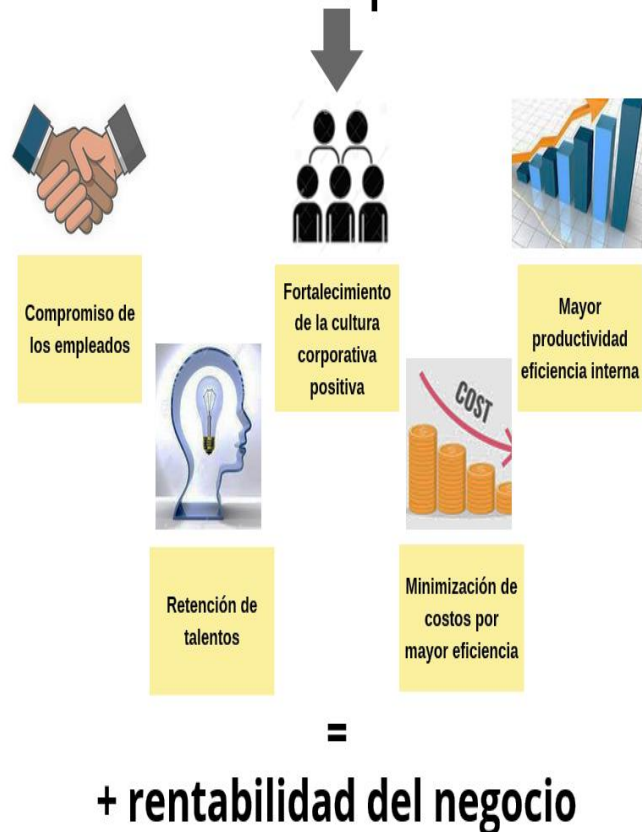 Compromiso de
los empleados
Fortalecimiento
de la cultura
corporativa
positiva
Mayor
productividad
eficiencia interna
Retención de
talentos
COST
Minimización de
costos por
mayor eficiencia
=
+ rentabilidad del negocio